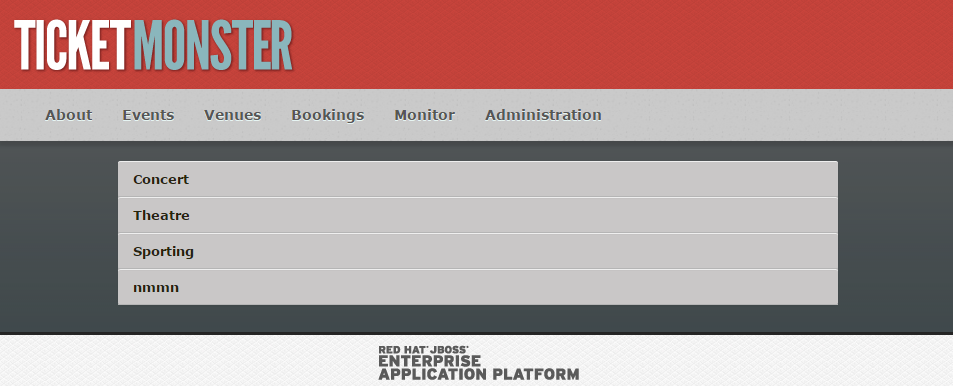 TICKETMONSTER
About Events Venues Bookings Monitor Administration
Concert
Theatre
Sporting
nmmn
RED HAT® JBOSS®
ENTERPRISE
APPLICATION PLATFORM